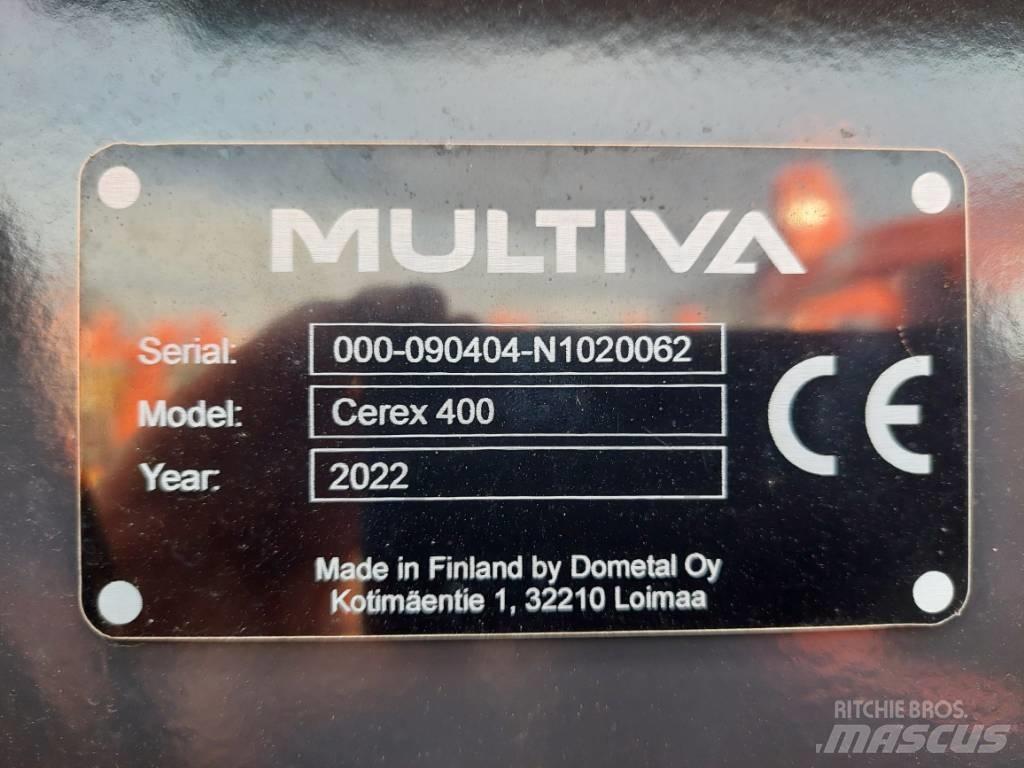 MULTIVA
Serial: 000-090404-N1020062
Model: Cerex 400
Year: 2022
CE
Made in Finland by Dometal Oy
Kotimäentie 1, 32210 Loimaa
RITCHIE BROS.
MASCUS